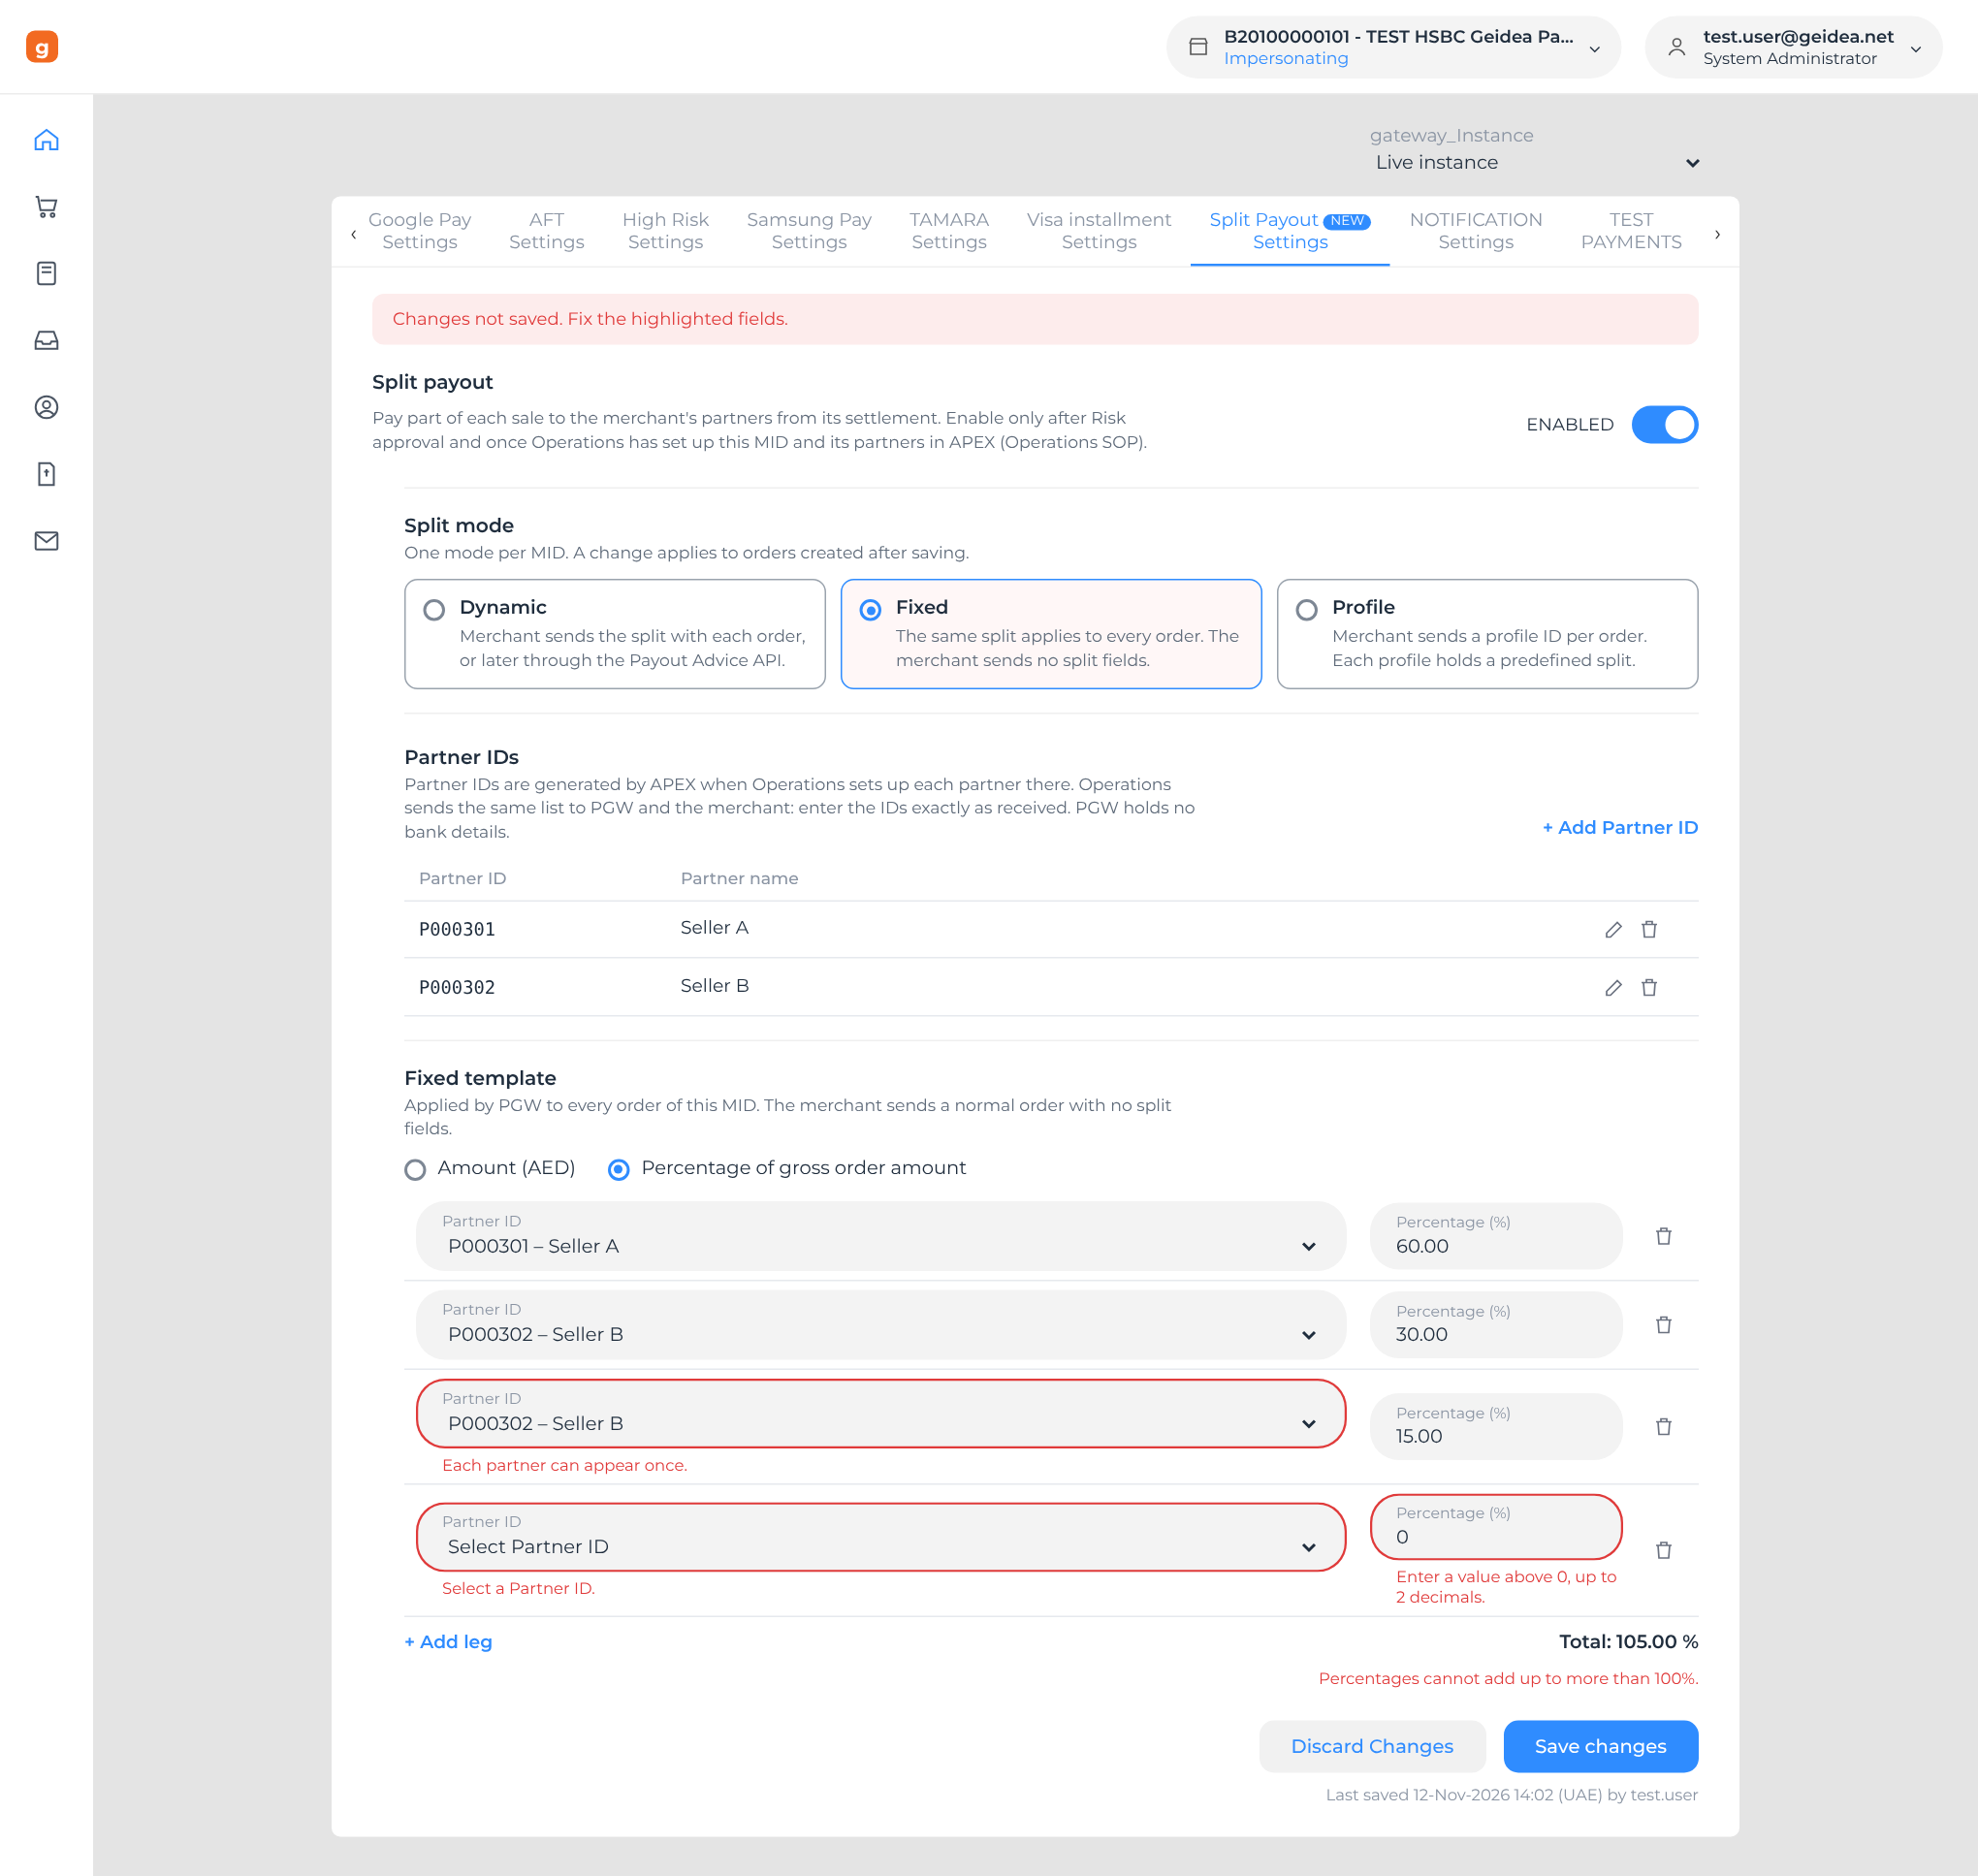 g
B20100000101 - TEST HSBC Geidea Pa...
Impersonating
test.user@geidea.net
System Administrator
gateway_Instance
Live instance
Google Pay
Settings
AFT
Settings
High Risk
Settings
Samsung Pay
Settings
TAMARA
Settings
Visa installment
Settings
Split Payout NEW
Settings
NOTIFICATION
Settings
TEST
PAYMENTS
Changes not saved. Fix the highlighted fields.
Split payout
Pay part of each sale to the merchant's partners from its settlement. Enable only after Risk
approval and once Operations has set up this MID and its partners in APEX (Operations SOP).
ENABLED
Split mode
One mode per MID. A change applies to orders created after saving.
Dynamic
Merchant sends the split with each order,
or later through the Payout Advice API.
Fixed
The same split applies to every order. The
merchant sends no split fields.
Profile
Merchant sends a profile ID per order.
Each profile holds a predefined split.
Partner IDs
Partner IDs are generated by APEX when Operations sets up each partner there. Operations
sends the same list to PGW and the merchant: enter the IDs exactly as received. PGW holds no
bank details.
+ Add Partner ID
Partner ID Partner name
P000301 Seller A
P000302 Seller B
Fixed template
Applied by PGW to every order of this MID. The merchant sends a normal order with no split
fields.
Amount (AED) Percentage of gross order amount
Partner ID
P000301 – Seller A
Percentage (%)
60.00
Partner ID
P000302 – Seller B
Percentage (%)
30.00
Partner ID
P000302 – Seller B
Each partner can appear once.
Percentage (%)
15.00
Partner ID
Select Partner ID
Select a Partner ID.
Percentage (%)
0
Enter a value above 0, up to
2 decimals.
+ Add leg
Total: 105.00 %
Percentages cannot add up to more than 100%.
Discard Changes
Save changes
Last saved 12-Nov-2026 14:02 (UAE) by test.user